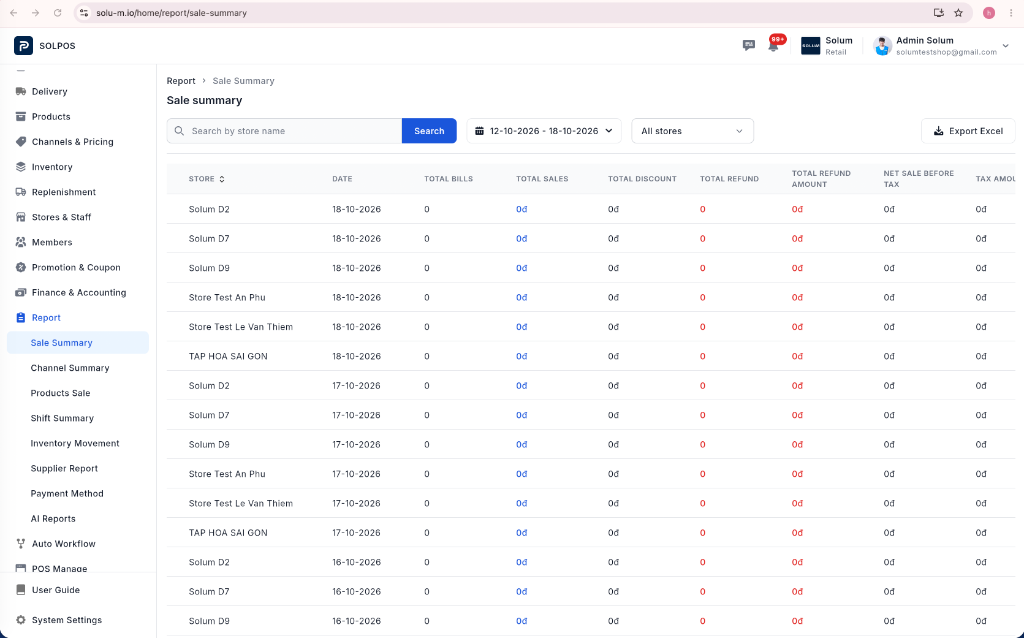 solu-m.io/home/report/sale-summary
h
SOLPOS
99+
SOLUM
Solum
Retail
Admin Solum
solumtestshop@gmail.com
Delivery
Products
Channels & Pricing
Inventory
Replenishment
Stores & Staff
Members
Promotion & Coupon
Finance & Accounting
Report
Sale Summary
Channel Summary
Products Sale
Shift Summary
Inventory Movement
Supplier Report
Payment Method
AI Reports
Auto Workflow
POS Manage
User Guide
System Settings
Report > Sale Summary
Sale summary
Search by store name Search 12-10-2026 - 18-10-2026 All stores Export Excel
STORE DATE TOTAL BILLS TOTAL SALES TOTAL DISCOUNT TOTAL REFUND TOTAL REFUND AMOUNT NET SALE BEFORE TAX TAX AMOU
Solum D2 18-10-2026 0 0đ 0đ 0 0đ 0đ 0đ
Solum D7 18-10-2026 0 0đ 0đ 0 0đ 0đ 0đ
Solum D9 18-10-2026 0 0đ 0đ 0 0đ 0đ 0đ
Store Test An Phu 18-10-2026 0 0đ 0đ 0 0đ 0đ 0đ
Store Test Le Van Thiem 18-10-2026 0 0đ 0đ 0 0đ 0đ 0đ
TAP HOA SAI GON 18-10-2026 0 0đ 0đ 0 0đ 0đ 0đ
Solum D2 17-10-2026 0 0đ 0đ 0 0đ 0đ 0đ
Solum D7 17-10-2026 0 0đ 0đ 0 0đ 0đ 0đ
Solum D9 17-10-2026 0 0đ 0đ 0 0đ 0đ 0đ
Store Test An Phu 17-10-2026 0 0đ 0đ 0 0đ 0đ 0đ
Store Test Le Van Thiem 17-10-2026 0 0đ 0đ 0 0đ 0đ 0đ
TAP HOA SAI GON 17-10-2026 0 0đ 0đ 0 0đ 0đ 0đ
Solum D2 16-10-2026 0 0đ 0đ 0 0đ 0đ 0đ
Solum D7 16-10-2026 0 0đ 0đ 0 0đ 0đ 0đ
Solum D9 16-10-2026 0 0đ 0đ 0 0đ 0đ 0đ